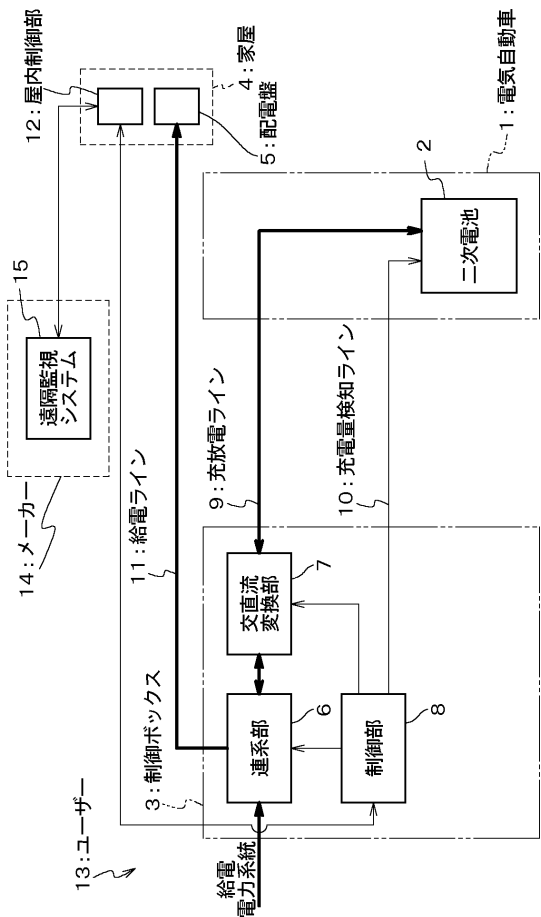 13:ユーザー
給電
電力系統
3:制御ボックス
連系部
6
交直流
変換部
7
制御部
8
14:メーカー
遠隔監視
システム
15
11:給電ライン
9:充放電ライン
10:充電量検知ライン
12:屋内制御部
4:家屋
5:配電盤
1:電気自動車
2
二次電池